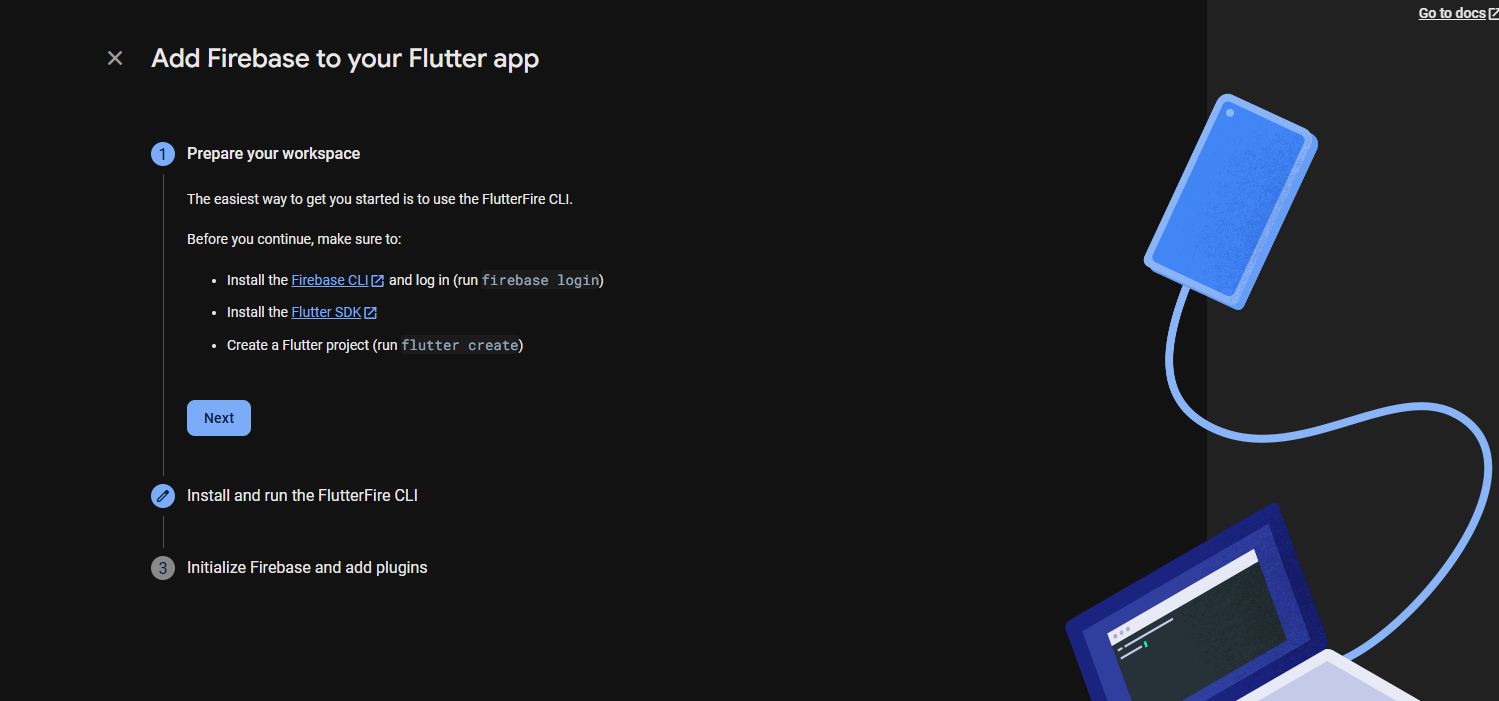 Go to docs
Add Firebase to your Flutter app
1 Prepare your workspace
The easiest way to get you started is to use the FlutterFire CLI.
Before you continue, make sure to:
• Install the Firebase CLI and log in (run firebase login)
• Install the Flutter SDK
• Create a Flutter project (run flutter create)
Next
Install and run the FlutterFire CLI
3 Initialize Firebase and add plugins